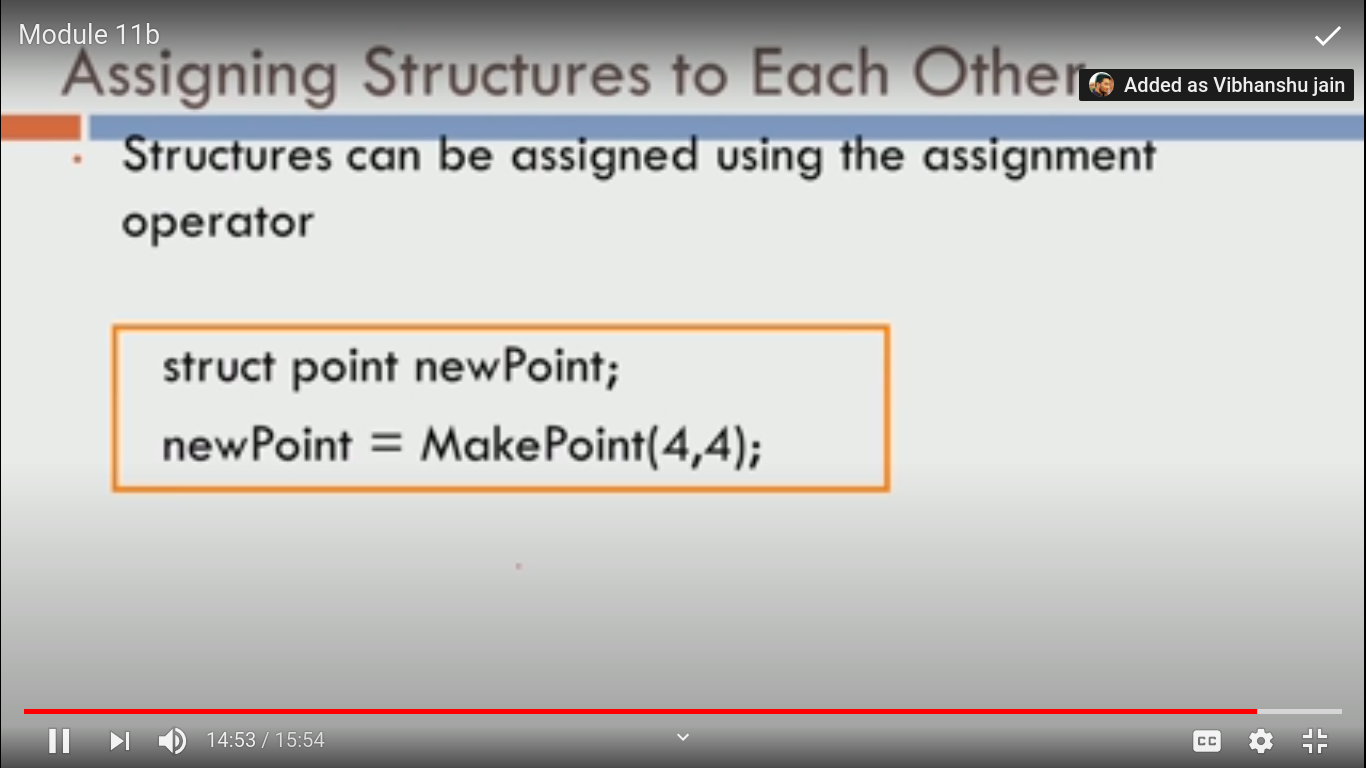 Module 11b
Assigning Structures to Each Other
Added as Vibhanshu jain
· Structures can be assigned using the assignment
operator
struct point newPoint;
newPoint = MakePoint(4,4);
14:53 / 15:54
CC